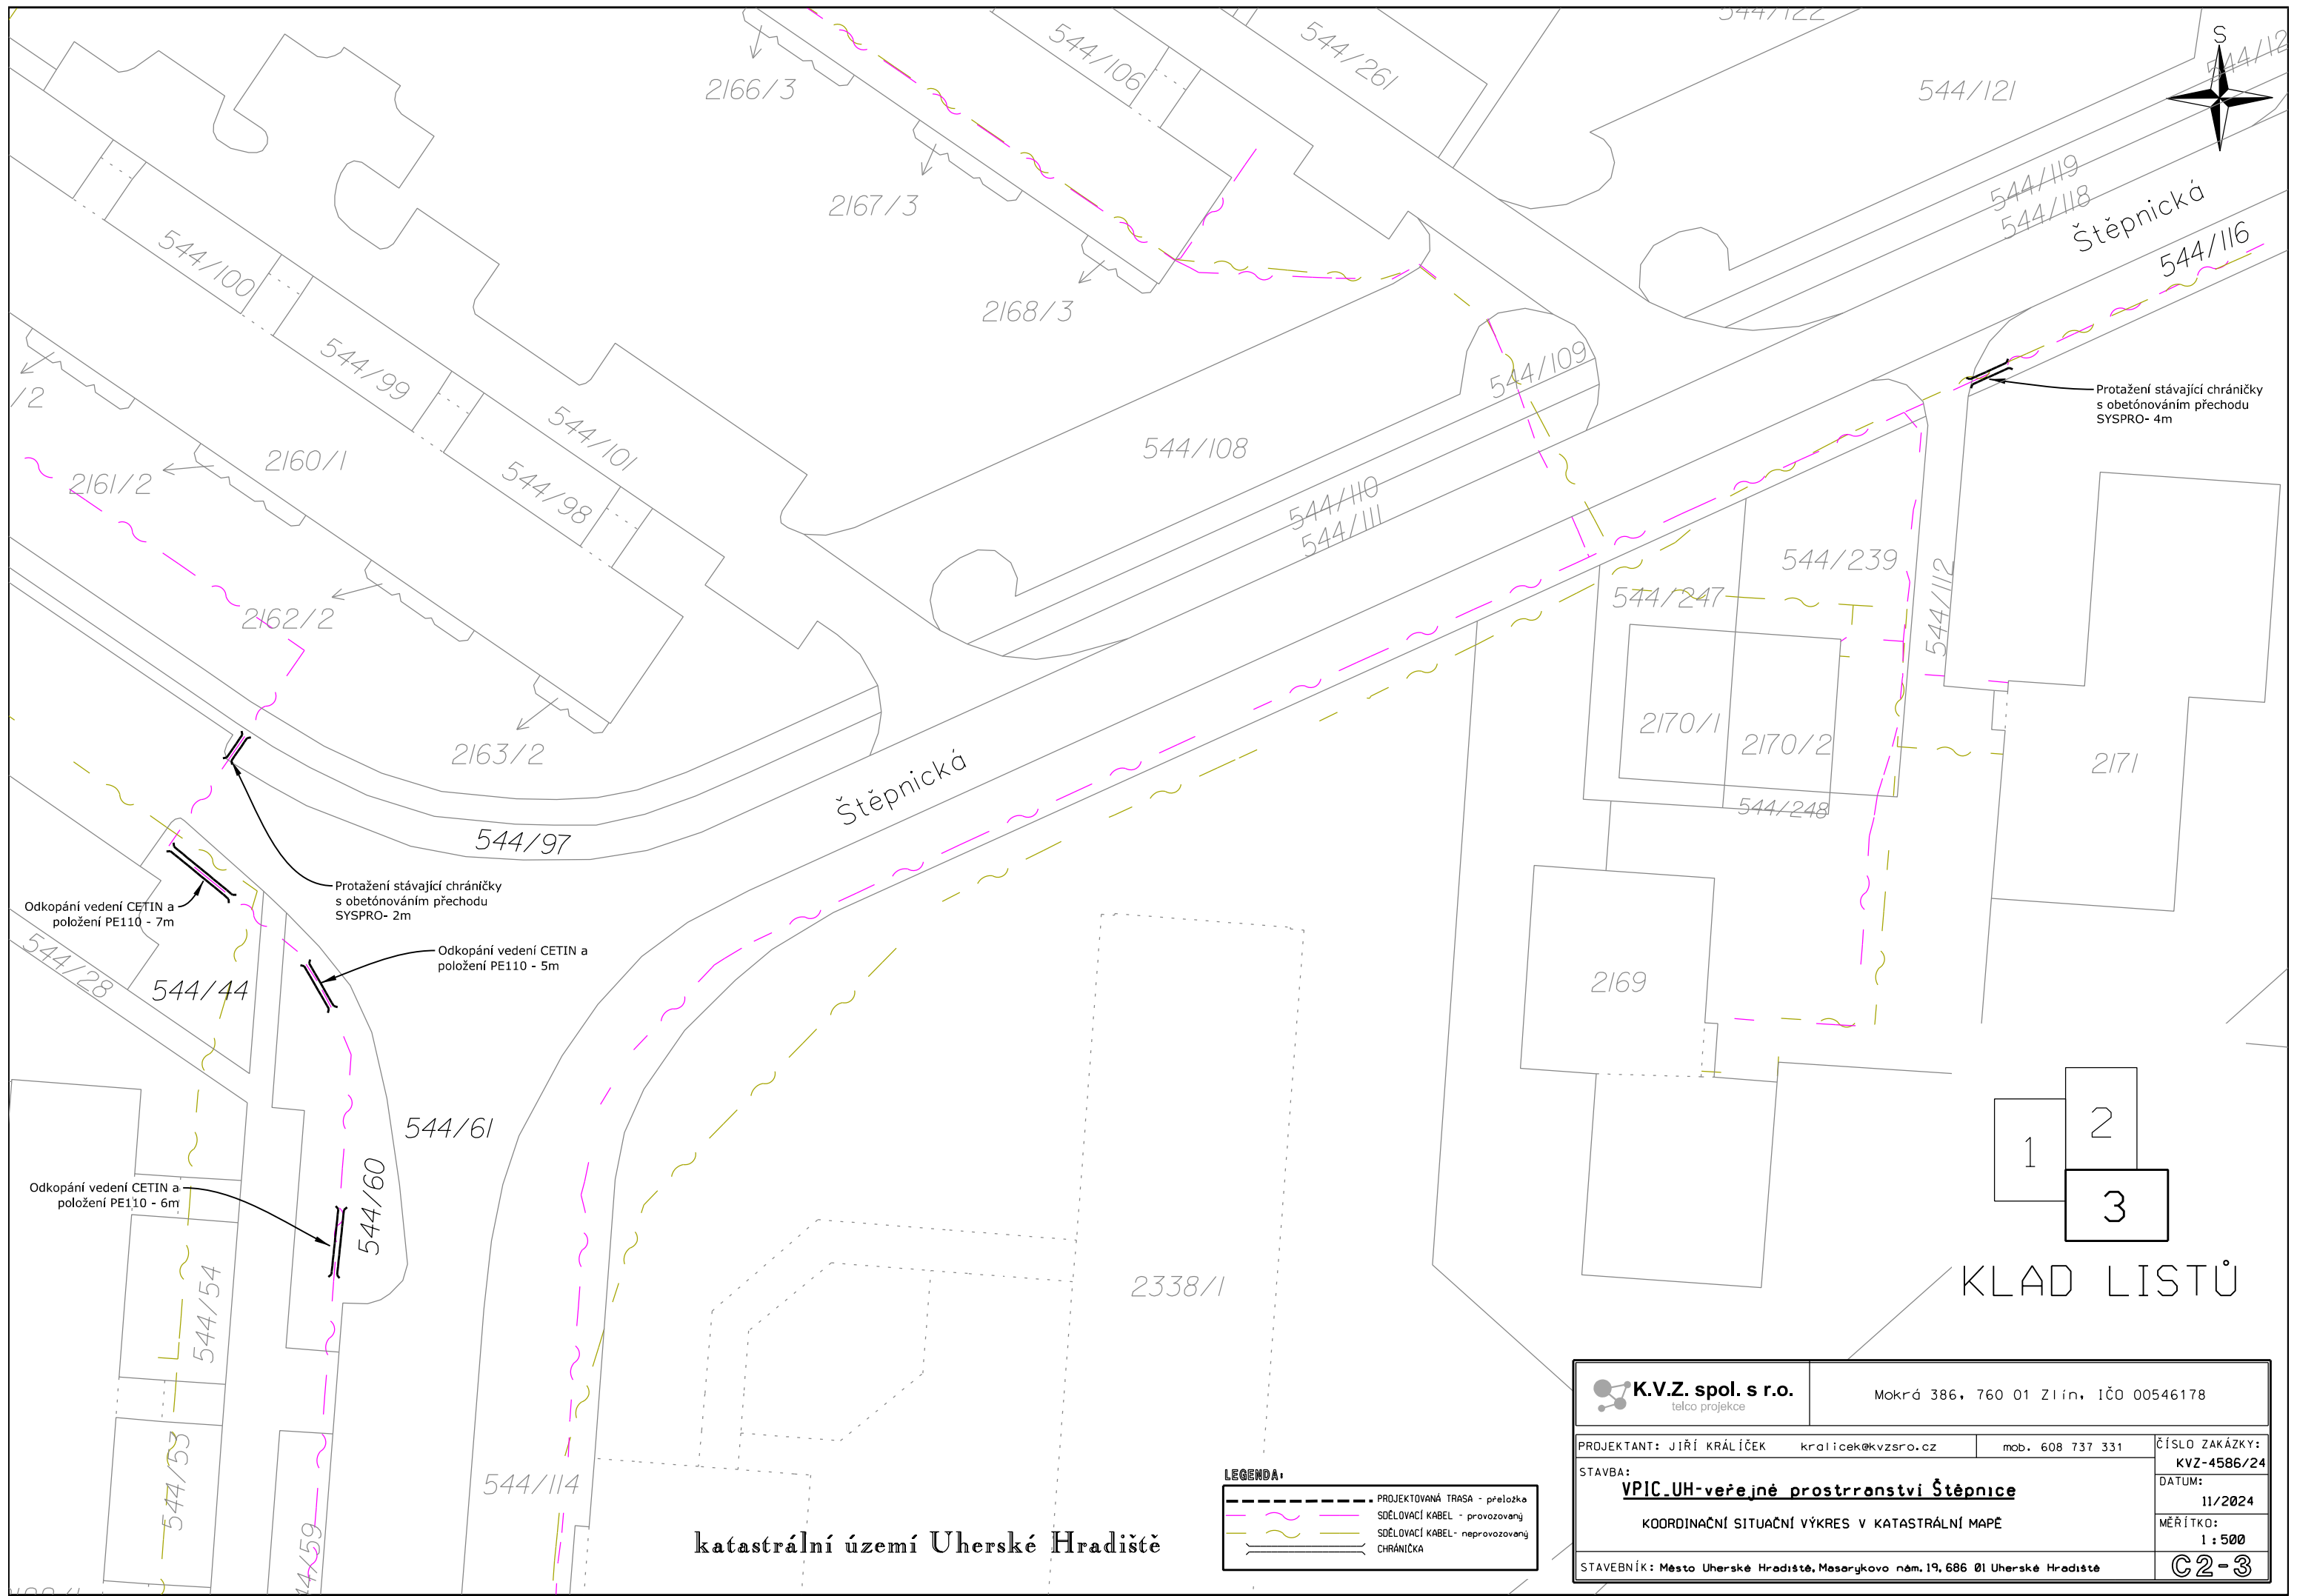 544/122
S
544/12
2166/3
544/106
544/261
544/121
2167/3
544/119
544/118
Štěpnická
544/116
544/100
2168/3
544/99
544/109
/2
544/101
2160/1
544/108
2161/2
544/98
544/110
544/111
Protažení stávající chráničky
s obetónováním přechodu
SYSPRO- 4m
544/239
544/247
544/112
2162/2
2163/2
2170/1
2170/2
2171
544/248
Štěpnická
544/97
Protažení stávající chráničky
s obetónováním přechodu
SYSPRO- 2m
Odkopání vedení CETIN a
položení PE110 - 7m
Odkopání vedení CETIN a
položení PE110 - 5m
544/28
544/44
2169
544/61
544/60
Odkopání vedení CETIN a
položení PE110 - 6m
544/54
2338/1
1
2
3
KLAD LISTŮ
544/53
544/114
44/59
katastrální území Uherské Hradiště
LEGENDA:
PROJEKTOVANÁ TRASA - přeložka
SDĚLOVACÍ KABEL - provozovaný
SDĚLOVACÍ KABEL- neprovozovaný
CHRÁNIČKA
K.V.Z. spol. s r.o.
telco projekce
Mokrá 386, 760 01 Zlín, IČO 00546178
PROJEKTANT: JIŘÍ KRÁLÍČEK kralicek@kvzsro.cz mob. 608 737 331
ČÍSLO ZAKÁZKY:
KVZ-4586/24
STAVBA:
VPIC_UH-veřejné prostrranství Štěpnice
DATUM:
11/2024
KOORDINAČNÍ SITUAČNÍ VÝKRES V KATASTRÁLNÍ MAPĚ
MĚŘÍTKO:
1 : 500
STAVEBNÍK: Město Uherské Hradiště, Masarykovo nám. 19, 686 01 Uherské Hradiště
C2-3